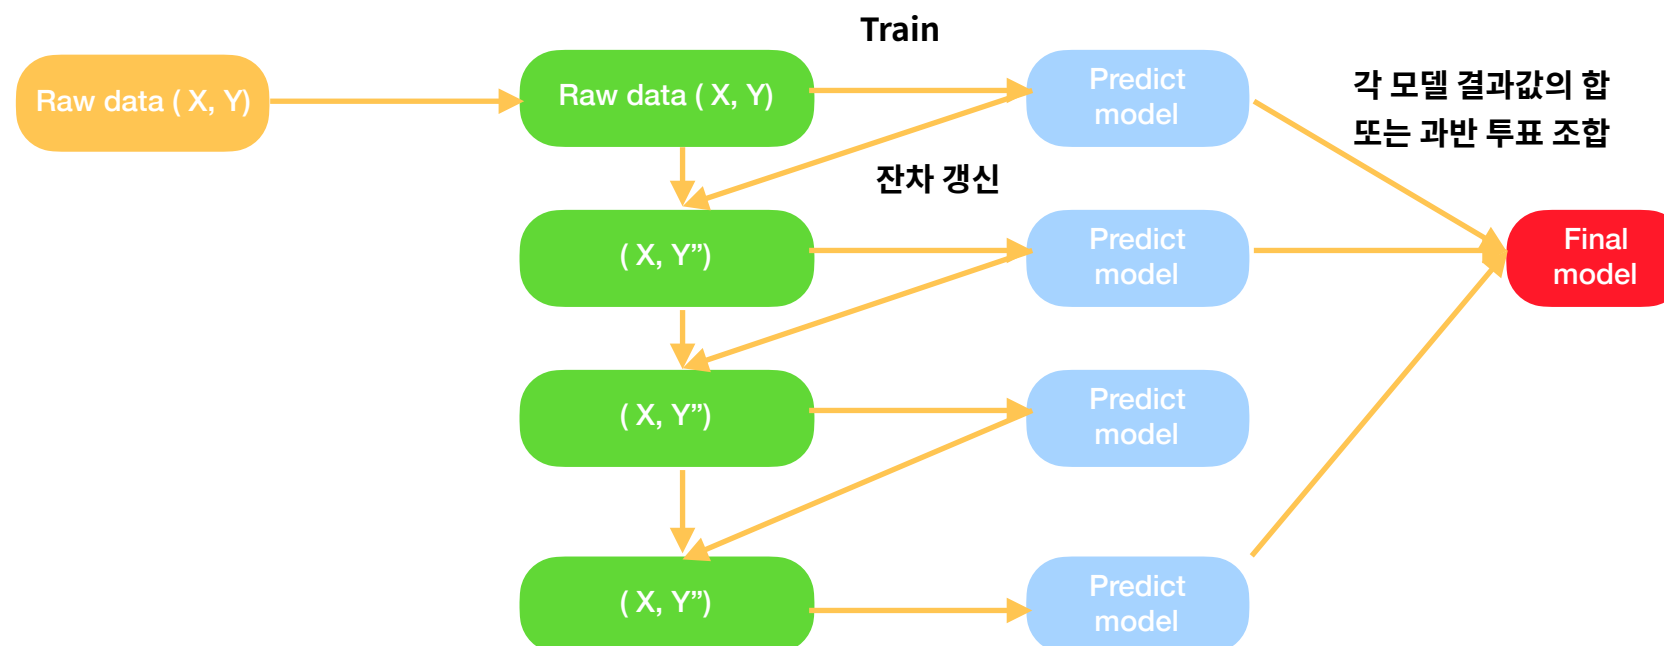 Train
Raw data ( X, Y)
Raw data ( X, Y)
Predict
model
각 모델 결과값의 합
또는 과반 투표 조합
잔차 갱신
( X, Y”)
Predict
model
Final
model
( X, Y”)
Predict
model
( X, Y”)
Predict
model